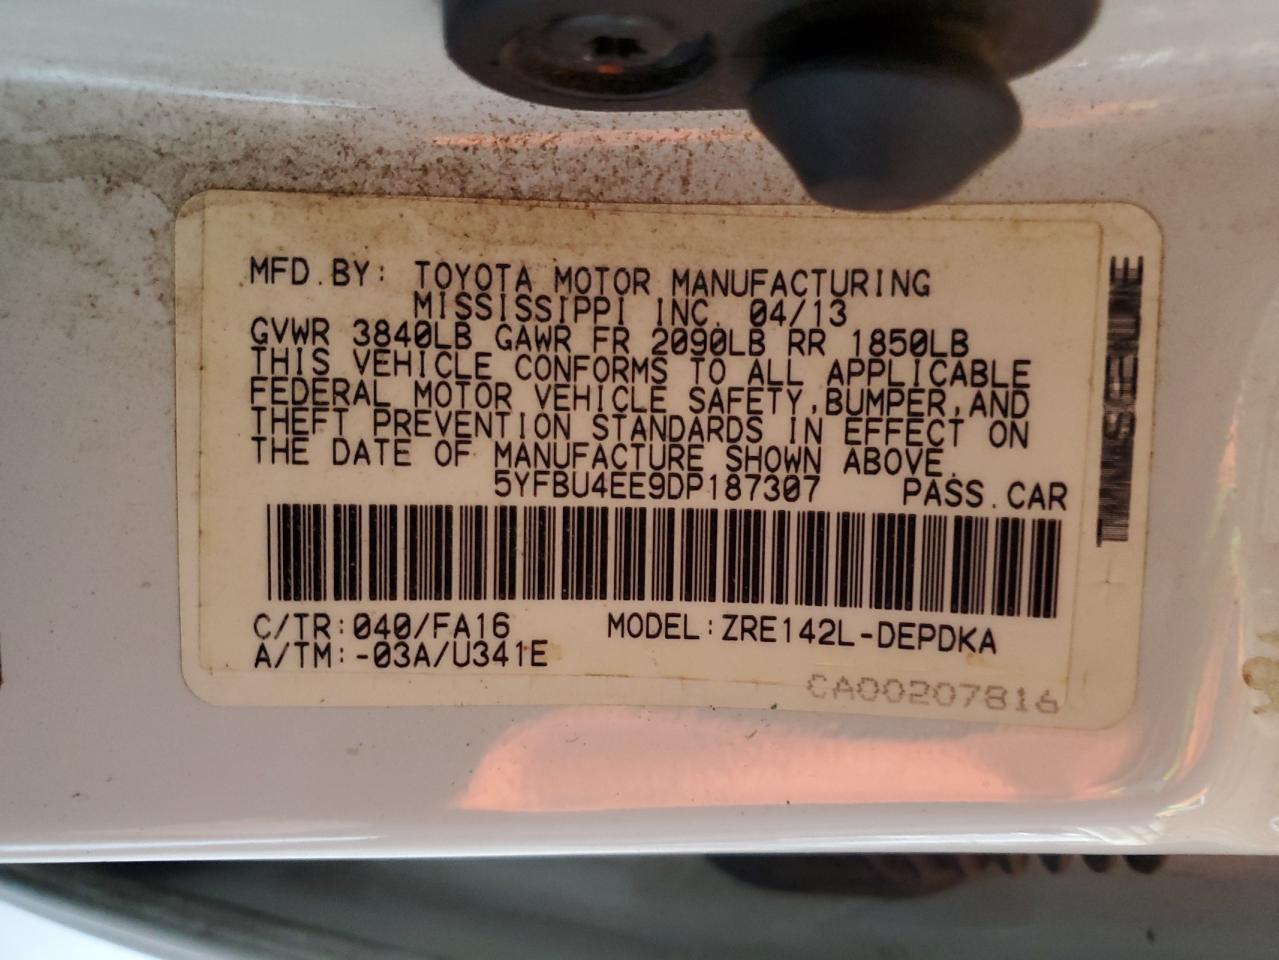 MFD.BY: TOYOTA MOTOR MANUFACTURING
MISSISSIPPI INC. 04/13
GVWR 3840LB GAWR FR 2090LB RR 1850LB
THIS VEHICLE CONFORMS TO ALL APPLICABLE
FEDERAL MOTOR VEHICLE SAFETY,BUMPER,AND
THEFT PREVENTION STANDARDS IN EFFECT ON
THE DATE OF MANUFACTURE SHOWN ABOVE.
5YFBU4EE9DP187307 PASS.CAR
C/TR:040/FA16 MODEL:ZRE142L-DEPDKA
A/TM:-03A/U341E
CA00207816